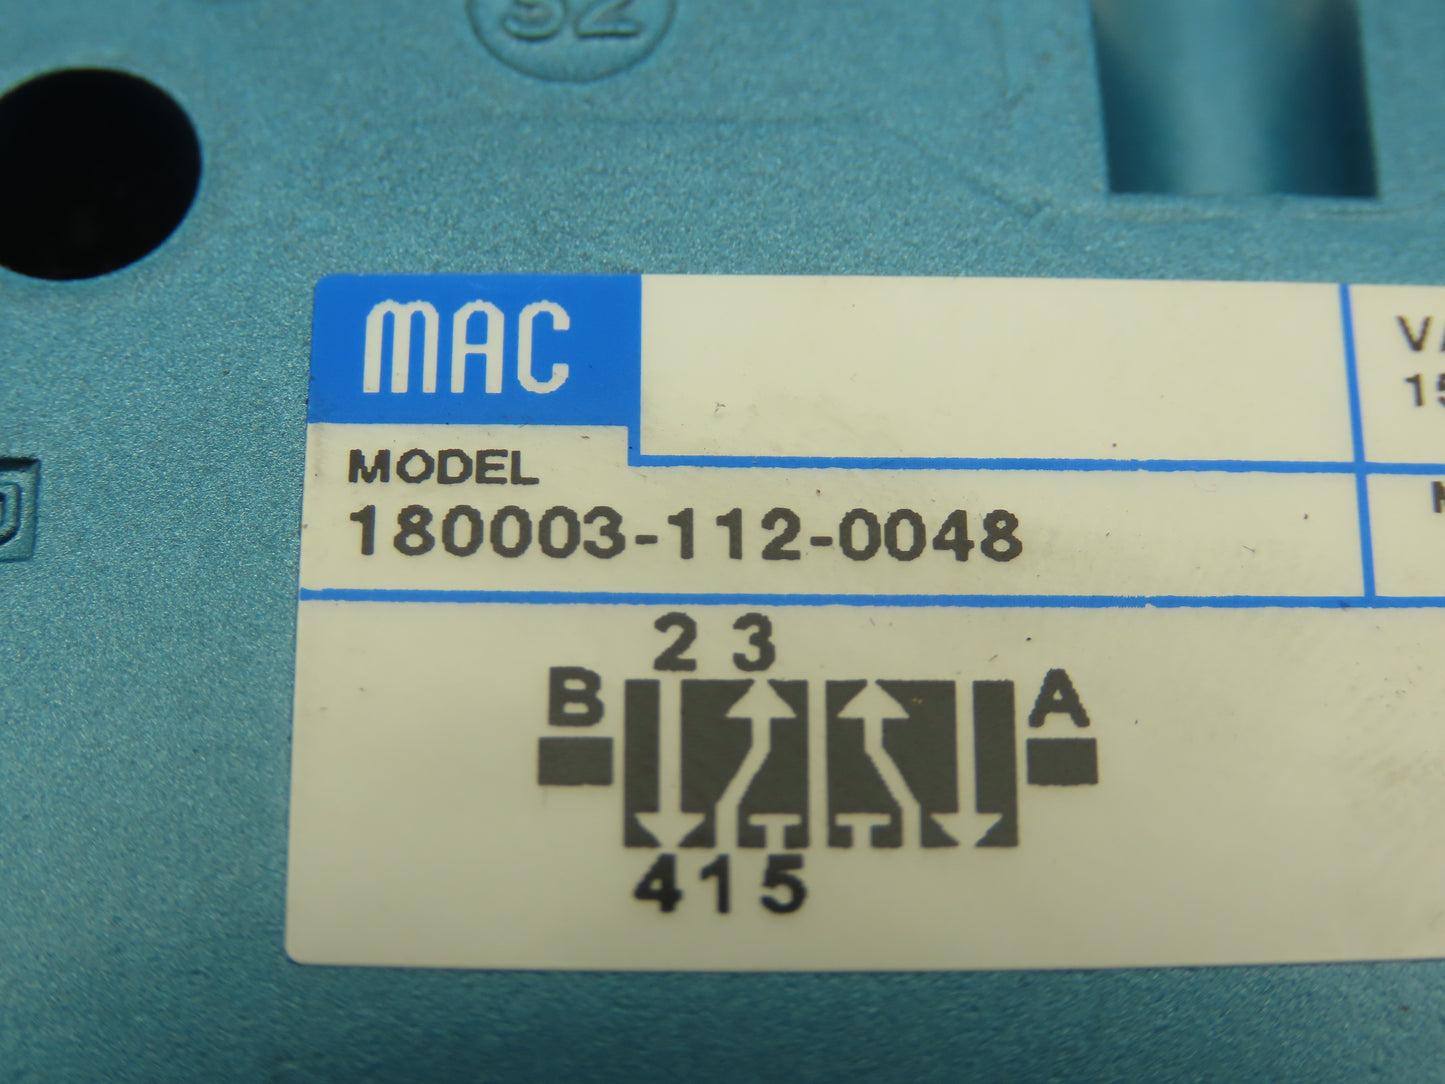 32
MAC
MODEL
180003-112-0048
2 3
B A
415